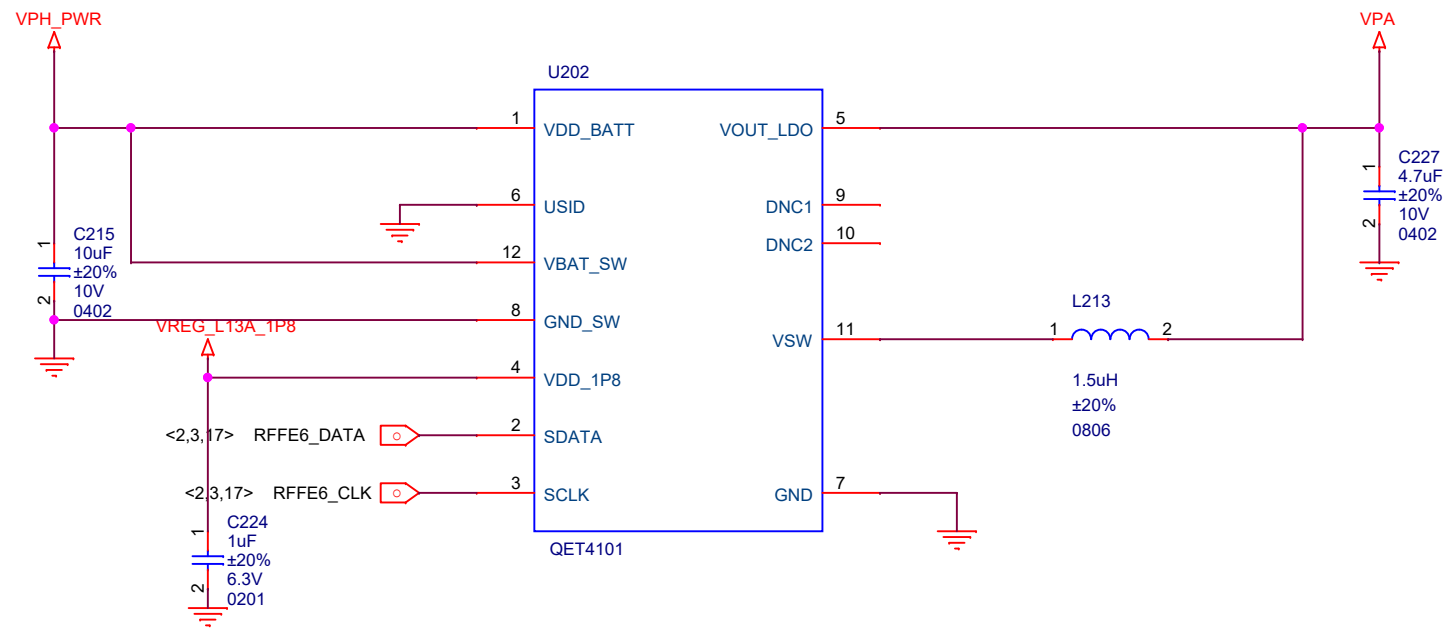 VPH_PWR
VPA
U202
1
VDD_BATT
VOUT_LDO
5
6
USID
DNC1
9
DNC2
10
12
VBAT_SW
8
GND_SW
VSW
11
4
VDD_1P8
2
SDATA
3
SCLK
GND
7
QET4101
1
C215
10uF
±20%
10V
0402
2
VREG_L13A_1P8
<2,3,17> RFFE6_DATA
<2,3,17> RFFE6_CLK
1
C224
1uF
±20%
6.3V
0201
2
L213
1
2
1.5uH
±20%
0806
1
C227
4.7uF
±20%
10V
0402
2